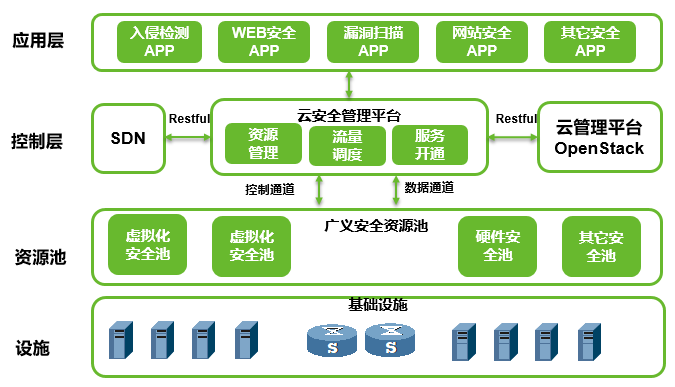 应用层
入侵检测
APP
WEB安全
APP
漏洞扫描
APP
网站安全
APP
其它安全
APP
控制层
SDN
Restful
云安全管理平台
资源
管理
流量
调度
服务
开通
Restful
云管理平台
OpenStack
控制通道
数据通道
资源池
广义安全资源池
虚拟化
安全池
虚拟化
安全池
硬件安
全池
其它安
全池
设施
基础设施
S
S